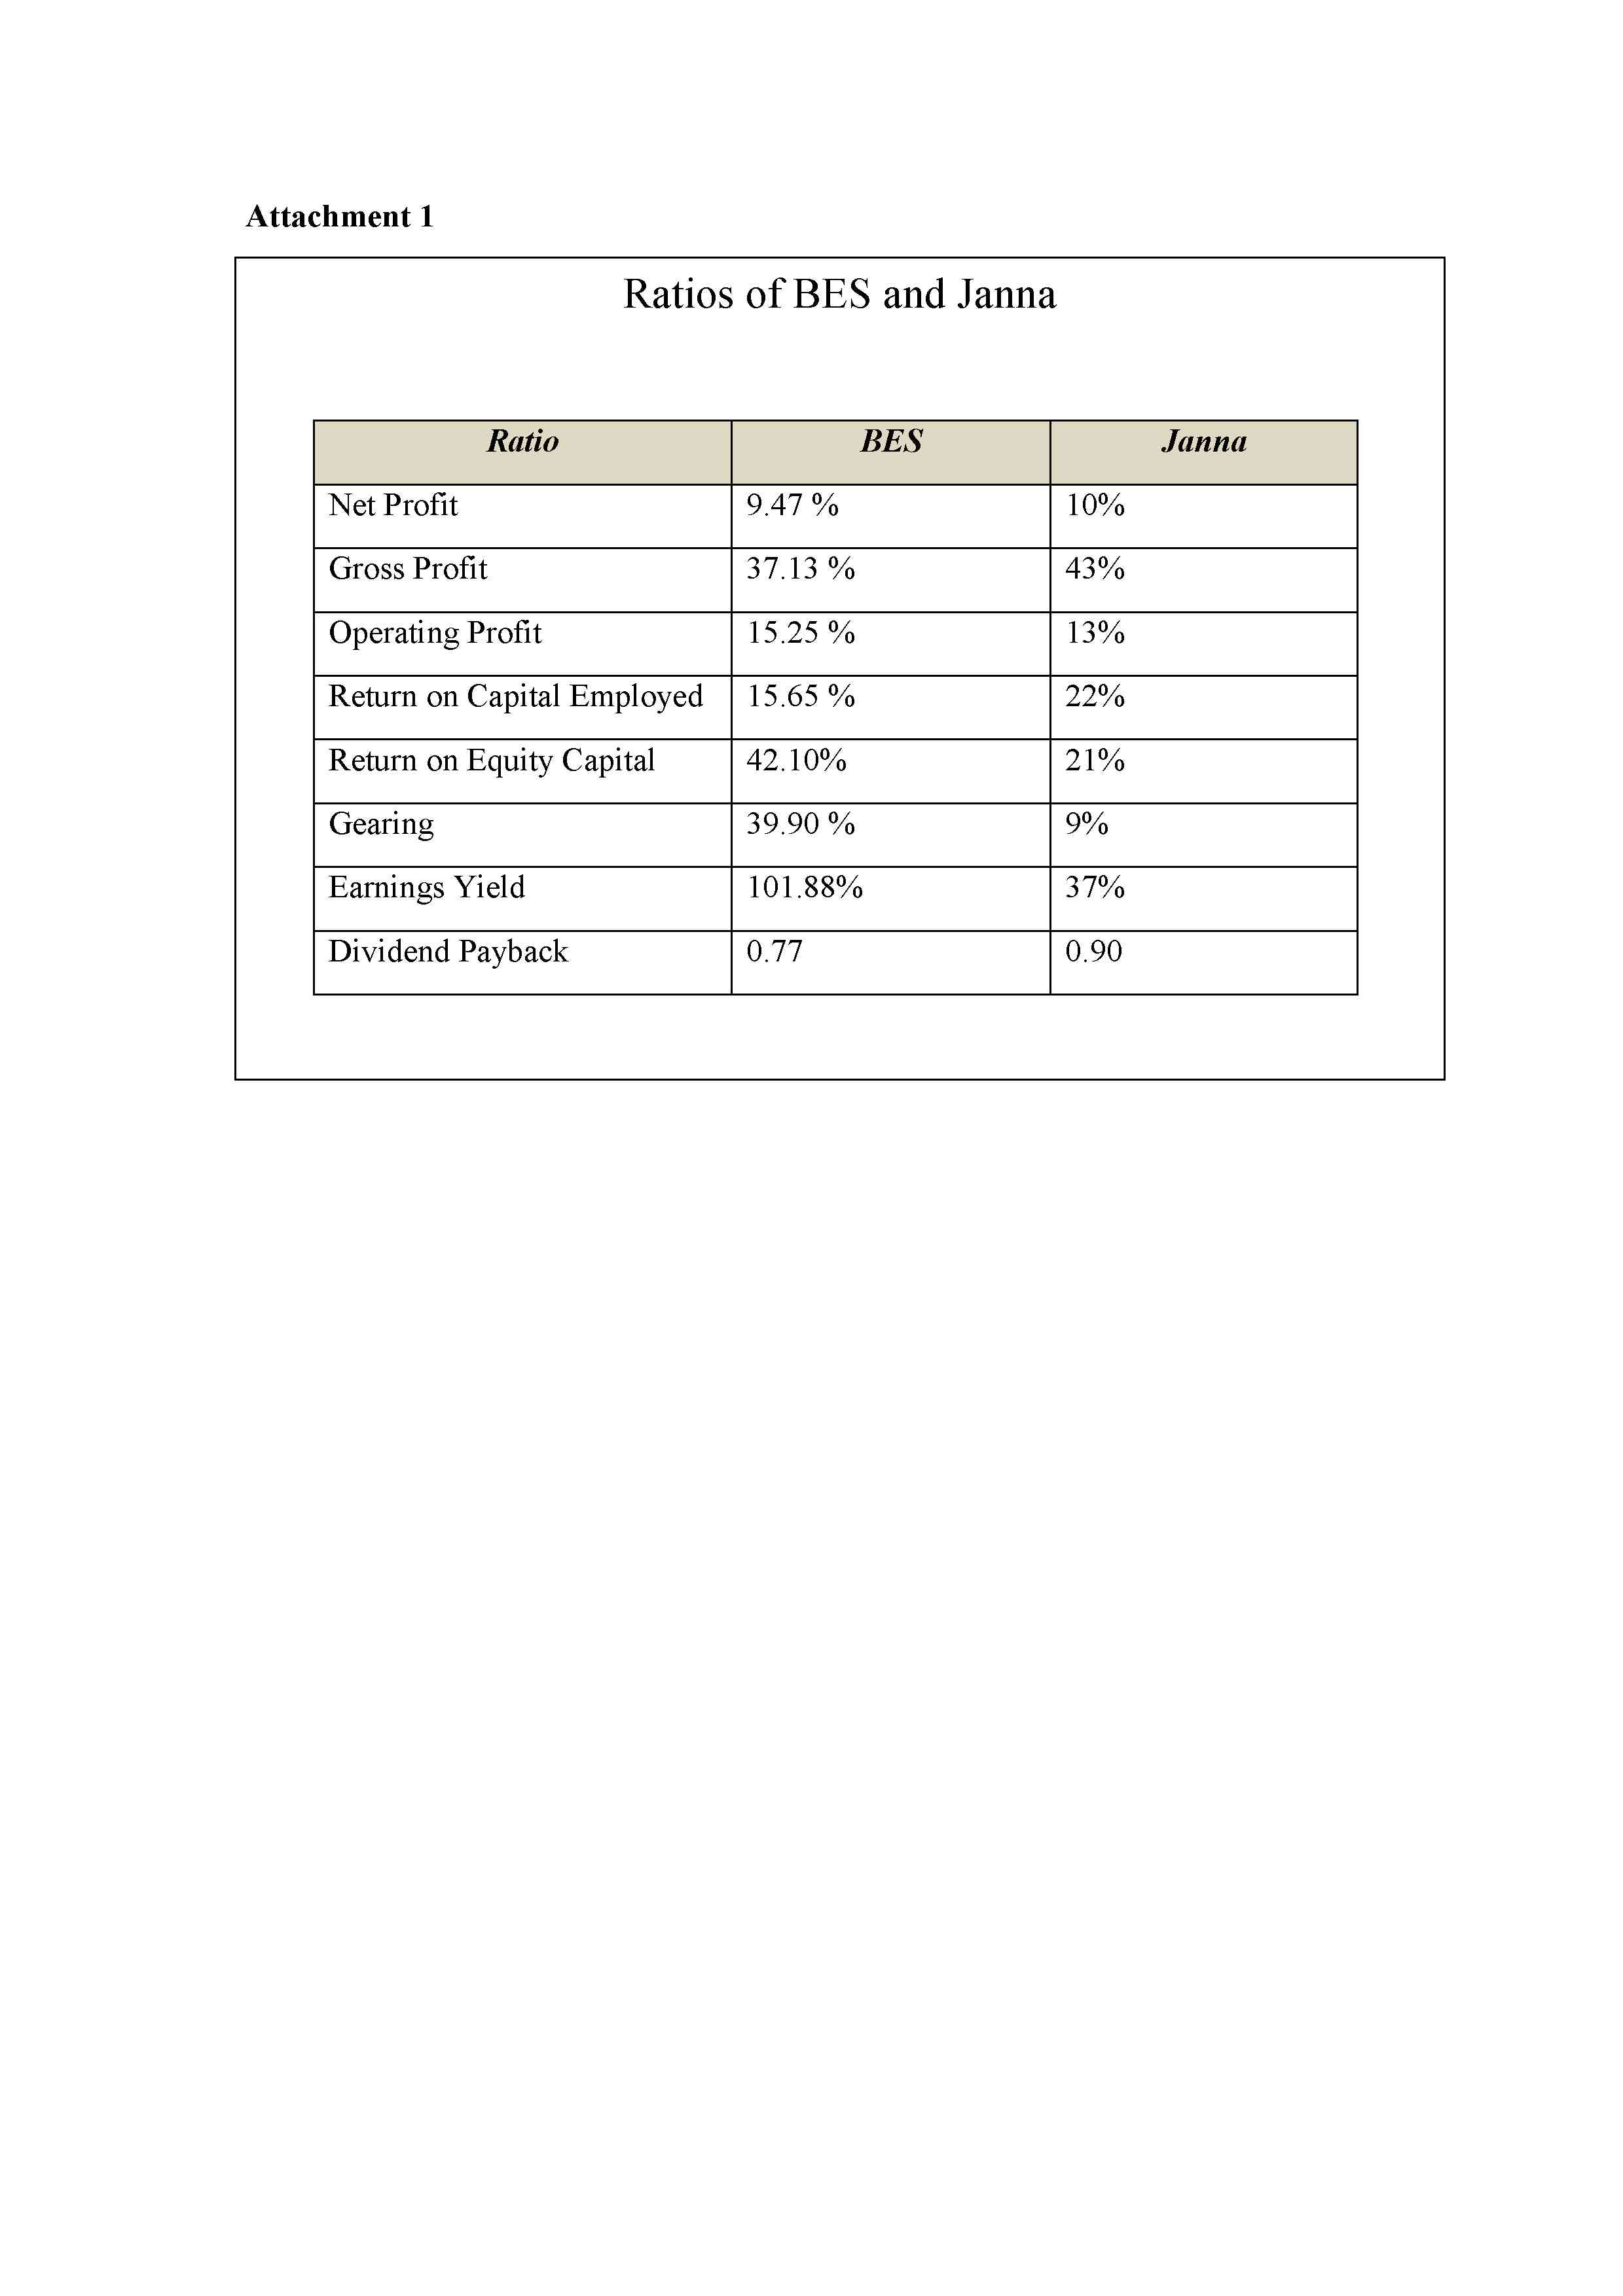 Attachment 1
Ratios of BES and Janna
Ratio BES Janna
Net Profit 9.47 % 10%
Gross Profit 37.13 % 43%
Operating Profit 15.25 % 13%
Return on Capital Employed 15.65 % 22%
Return on Equity Capital 42.10% 21%
Gearing 39.90 % 9%
Earnings Yield 101.88% 37%
Dividend Payback 0.77 0.90